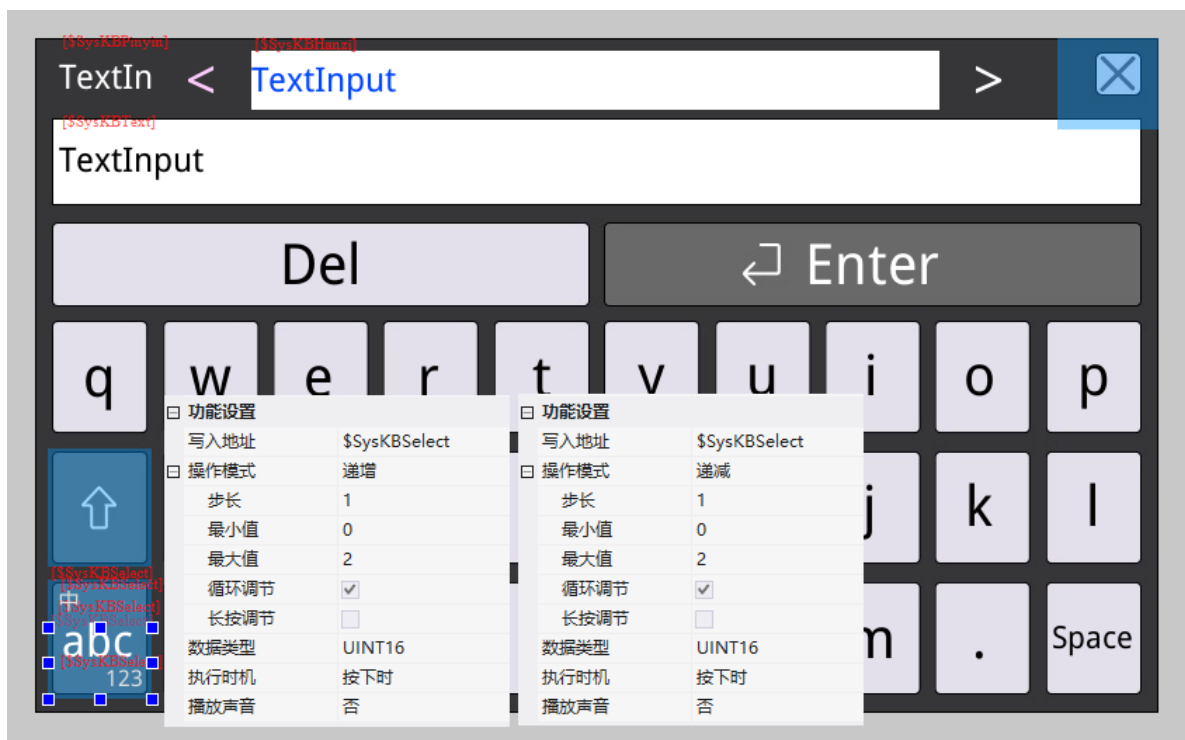 [$SysKBPinyin]
[$SysKBHanzi]
TextIn
<
TextInput
>
[$SysKBText]
TextInput
Del
Enter
q w e r t y u i o p
j k l
[$SysKBSelect]
[$SysKBSelect]
中
[$SysKBSelect]
[$SysKBSelect]
abc
[$SysKBSele
123
m . Space
功能设置
写入地址 $SysKBSelect
操作模式 递增
步长 1
最小值 0
最大值 2
循环调节
长按调节
数据类型 UINT16
执行时机 按下时
播放声音 否
功能设置
写入地址 $SysKBSelect
操作模式 递减
步长 1
最小值 0
最大值 2
循环调节
长按调节
数据类型 UINT16
执行时机 按下时
播放声音 否